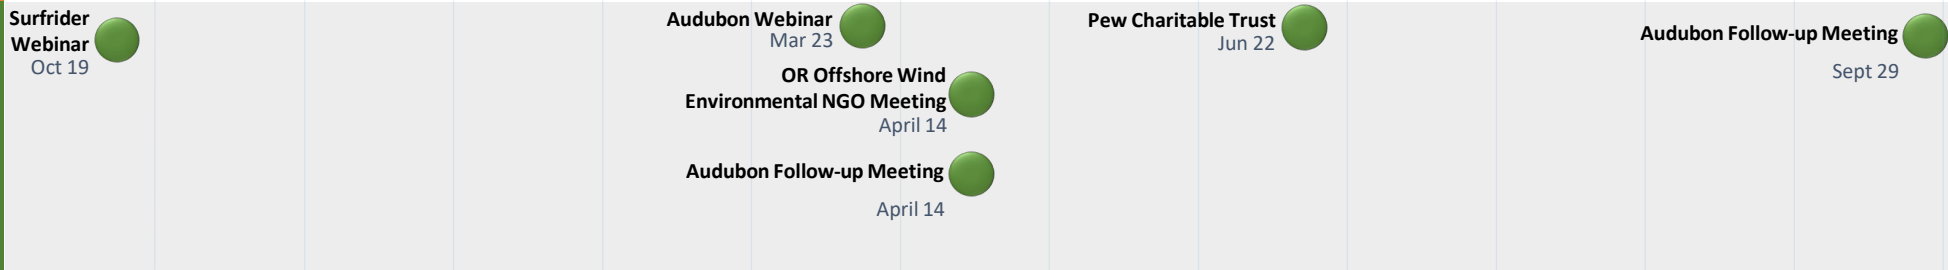 Surfrider
Webinar
Oct 19
Audubon Webinar
Mar 23
OR Offshore Wind
Environmental NGO Meeting
April 14
Audubon Follow-up Meeting
April 14
Pew Charitable Trust
Jun 22
Audubon Follow-up Meeting
Sept 29